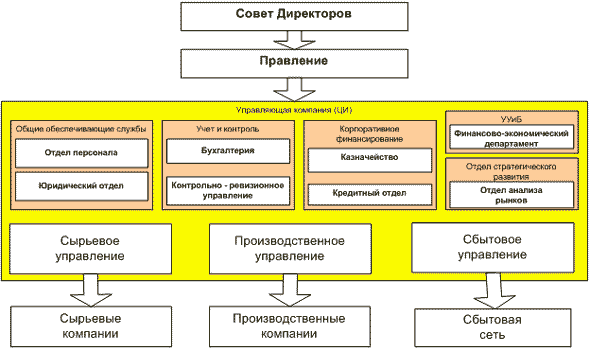 Совет Директоров
Правление
Управляющая компания (ЦИ)
Общие обеспечивающие службы
Отдел персонала
Юридический отдел
Учет и контроль
Бухгалтерия
Контрольно - ревизионное
управление
Корпоративное
финансирование
Казначейство
Кредитный отдел
УУиБ
Финансово-экономический
департамент
Отдел стратегического
развития
Отдел анализа
рынков
Сырьевое
управление
Производственное
управление
Сбытовое
управление
Сырьевые
компании
Производственные
компании
Сбытовая
сеть